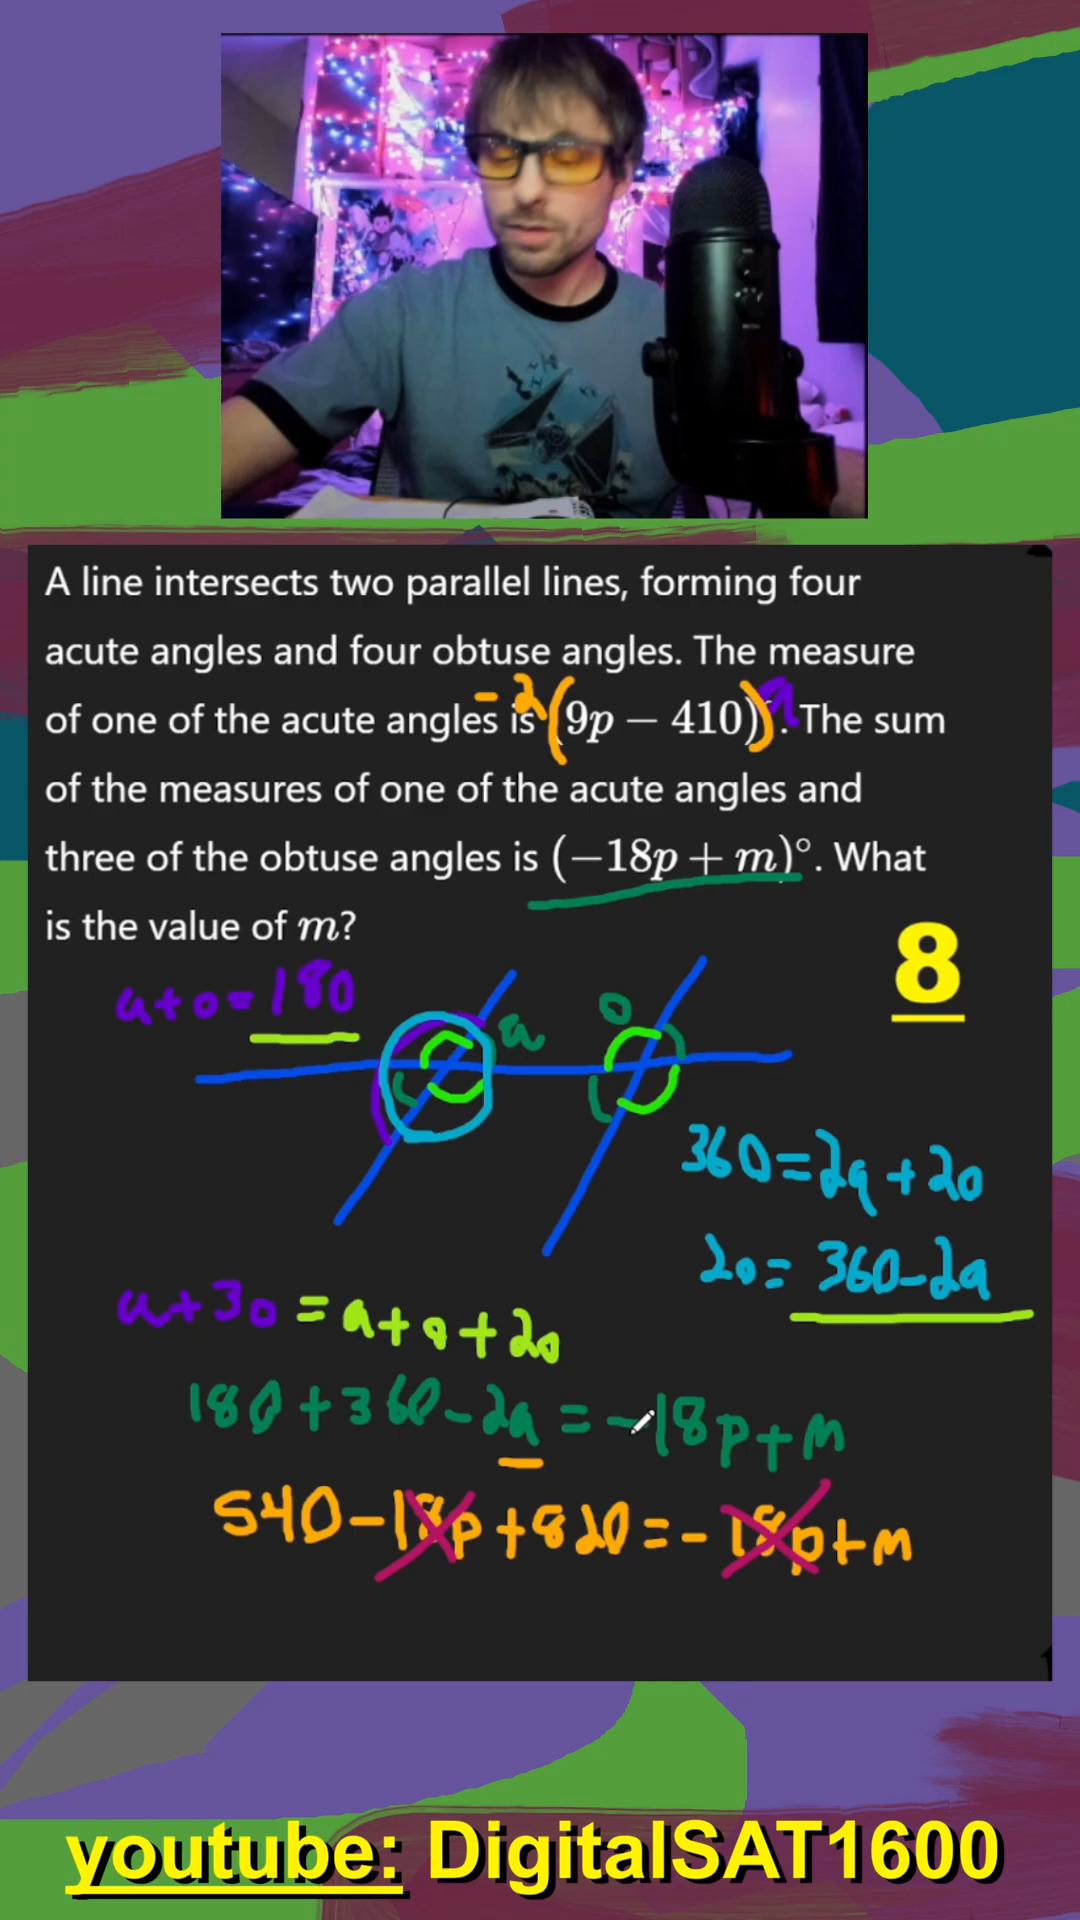 A line intersects two parallel lines, forming four
acute angles and four obtuse angles. The measure
of one of the acute angles is -2(9p − 410)°. The sum
of the measures of one of the acute angles and
three of the obtuse angles is (−18p + m)°. What
is the value of m?
8
a+o=180
a
o
360=2a+2o
2o=360-2a
a+3o=a+o+2o
180+360-2a=-18p+m
540-18p+820=-18p+m
youtube: DigitalSAT1600